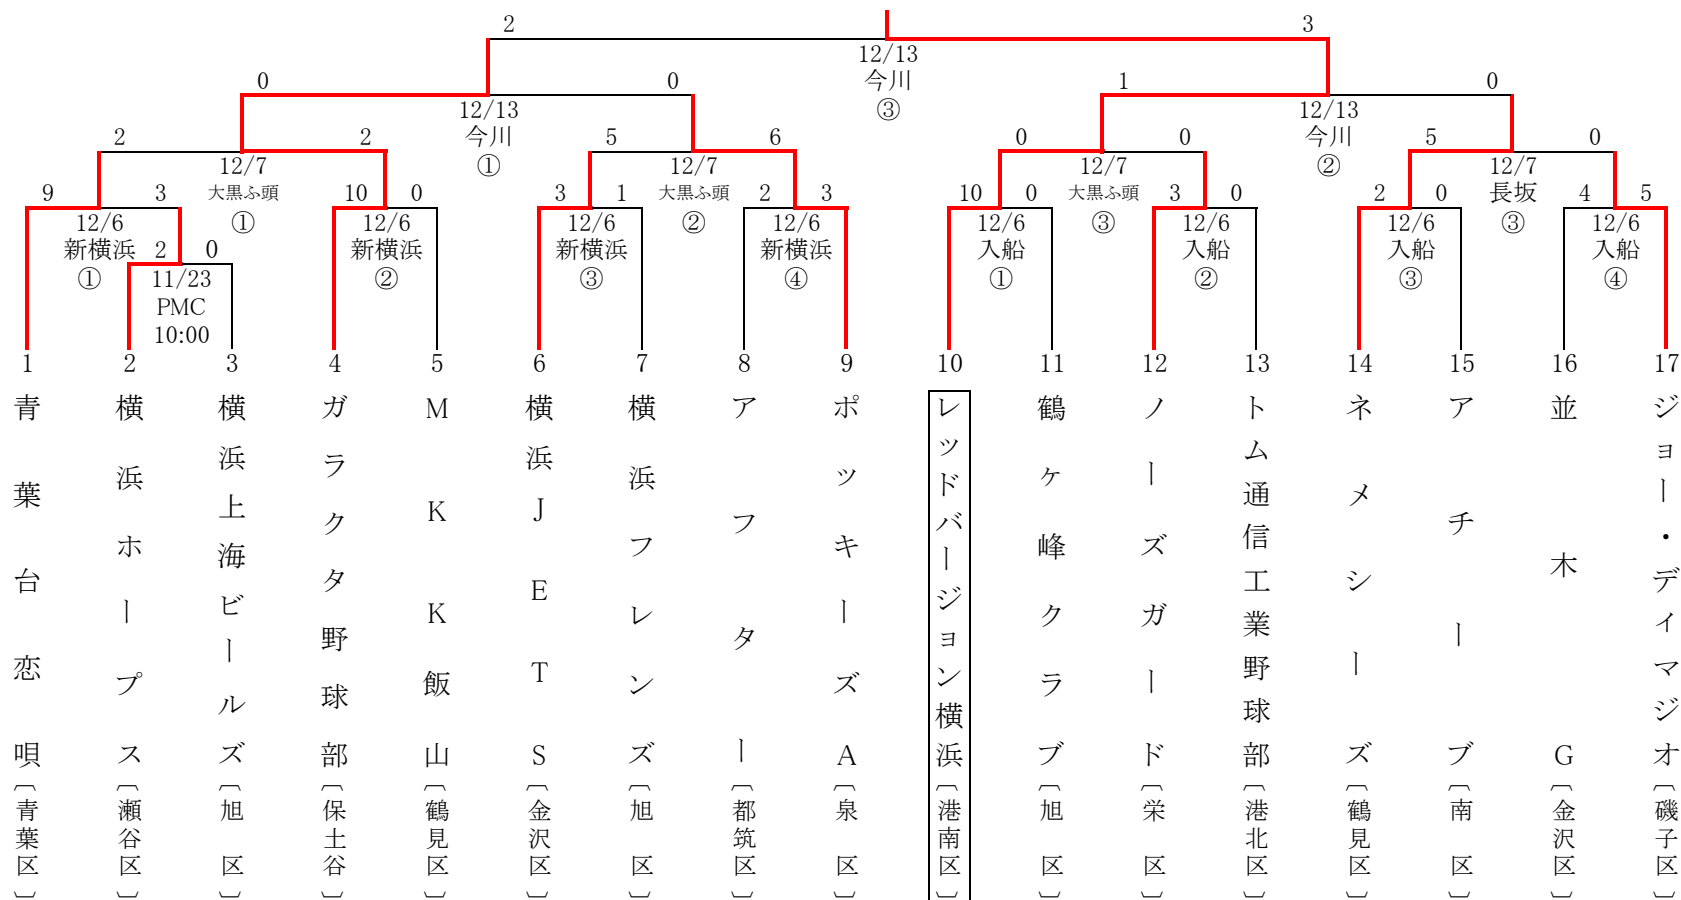 2 3
12/13
今川
③
0 0 1 0
12/13 12/13
今川 今川
① ②
2 2 5 6 0 0 5 0
12/7 12/7 12/7 12/7
大黒ふ頭 大黒ふ頭 大黒ふ頭 長坂
① ② ③ ③
9 3 10 0 3 1 2 3 10 0 3 0 2 0 4 5
12/6 12/6 12/6 12/6 12/6 12/6 12/6 12/6
新横浜 新横浜 新横浜 新横浜 入船 入船 入船 入船
① ② ③ ④ ① ② ③ ④
2 0
11/23
PMC
10:00
1 2 3 4 5 6 7 8 9 10 11 12 13 14 15 16 17
青葉台恋唄〔青葉区〕
横浜ホープス〔瀬谷区〕
横浜上海ビールズ〔旭区〕
ガラクタ野球部〔保土谷〕
MKK飯山〔鶴見区〕
横浜JETS〔金沢区〕
横浜フレンズ〔旭区〕
アフター〔都筑区〕
ポッキーズA〔泉区〕
レッドバージョン横浜〔港南区〕
鶴ヶ峰クラブ〔旭区〕
ノーズガード〔栄区〕
トム通信工業野球部〔港北区〕
ネメシーズ〔鶴見区〕
アチーブ〔南区〕
並木G〔金沢区〕
ジョー・ディマジオ〔磯子区〕